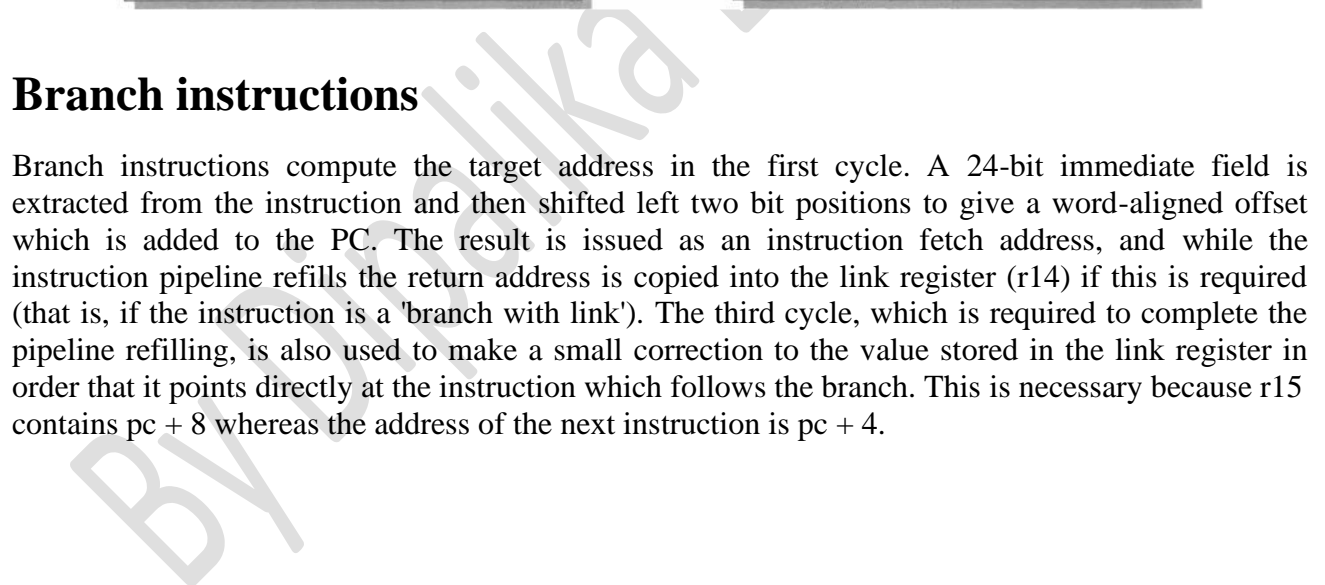 Branch instructions
Branch instructions compute the target address in the first cycle. A 24-bit immediate field is
extracted from the instruction and then shifted left two bit positions to give a word-aligned offset
which is added to the PC. The result is issued as an instruction fetch address, and while the
instruction pipeline refills the return address is copied into the link register (r14) if this is required
(that is, if the instruction is a 'branch with link'). The third cycle, which is required to complete the
pipeline refilling, is also used to make a small correction to the value stored in the link register in
order that it points directly at the instruction which follows the branch. This is necessary because r15
contains pc + 8 whereas the address of the next instruction is pc + 4.
By Dipalika